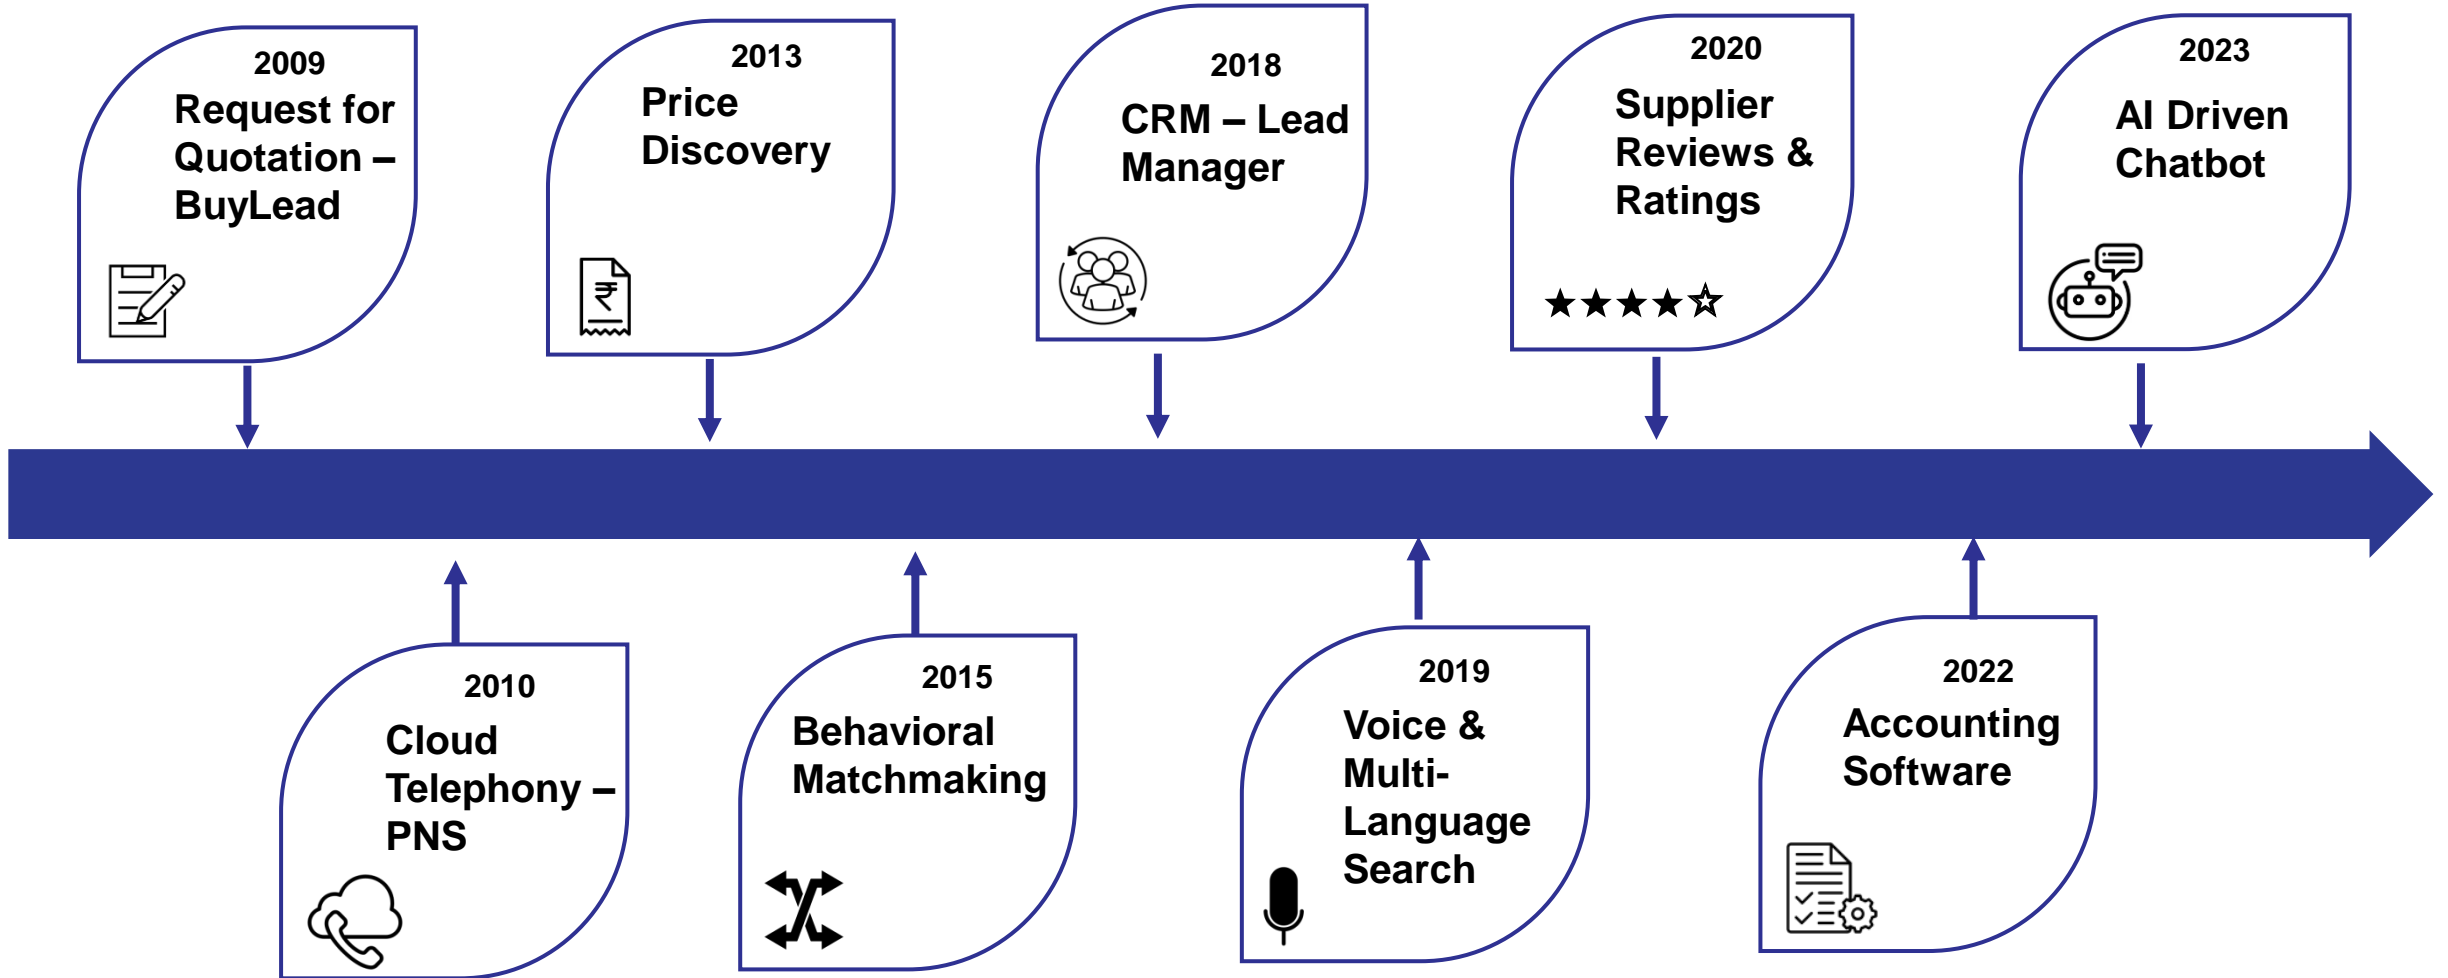 2009
Request for
Quotation –
BuyLead
2013
Price
Discovery
2018
CRM – Lead
Manager
2020
Supplier
Reviews &
Ratings
2023
AI Driven
Chatbot
₹
2010
Cloud
Telephony –
PNS
2015
Behavioral
Matchmaking
2019
Voice &
Multi-
Language
Search
2022
Accounting
Software